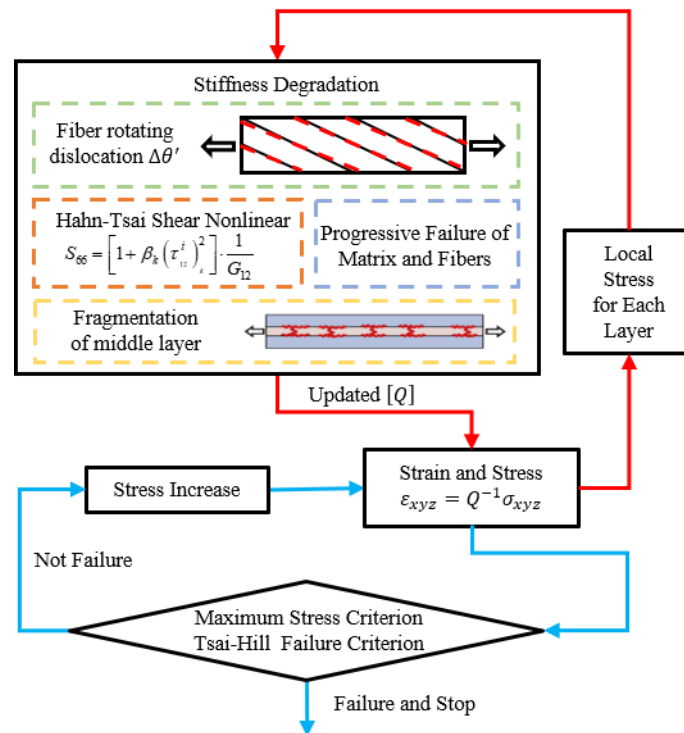 Stiffness Degradation
Fiber rotating
dislocation Δθ′
Hahn-Tsai Shear Nonlinear
S₆₆ = [1 + βₖ(τ₁₂ⁱ)ₖ²] · 1/G₁₂
Progressive Failure of
Matrix and Fibers
Fragmentation
of middle layer
Local
Stress
for Each
Layer
Updated [Q]
Stress Increase
Strain and Stress
εₓᵧ𝑧 = Q⁻¹σₓᵧ𝑧
Not Failure
Maximum Stress Criterion
Tsai-Hill Failure Criterion
Failure and Stop